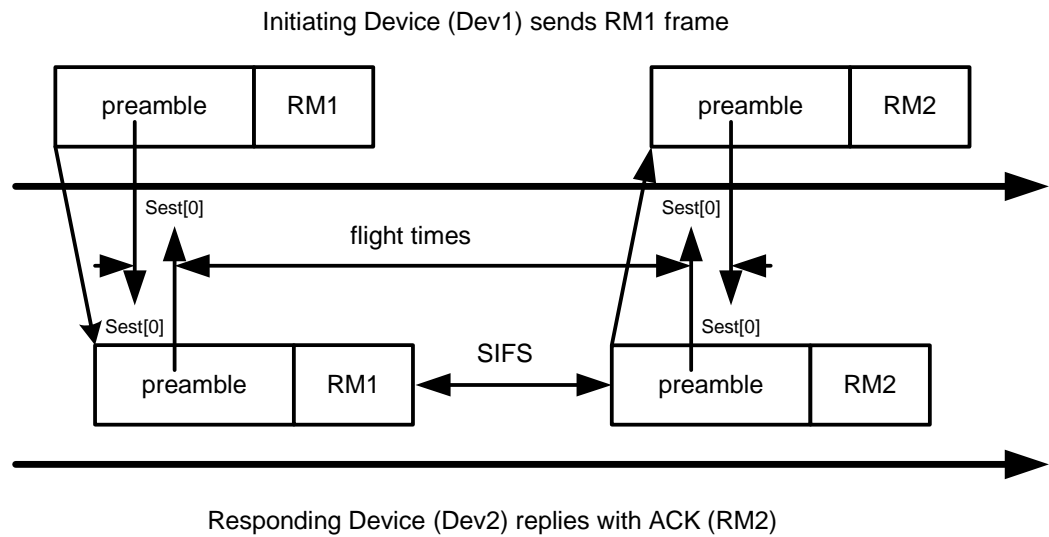 Initiating Device (Dev1) sends RM1 frame
preamble RM1 preamble RM2
Sest[0] Sest[0]
flight times
Sest[0] Sest[0]
SIFS
preamble RM1 preamble RM2
Responding Device (Dev2) replies with ACK (RM2)